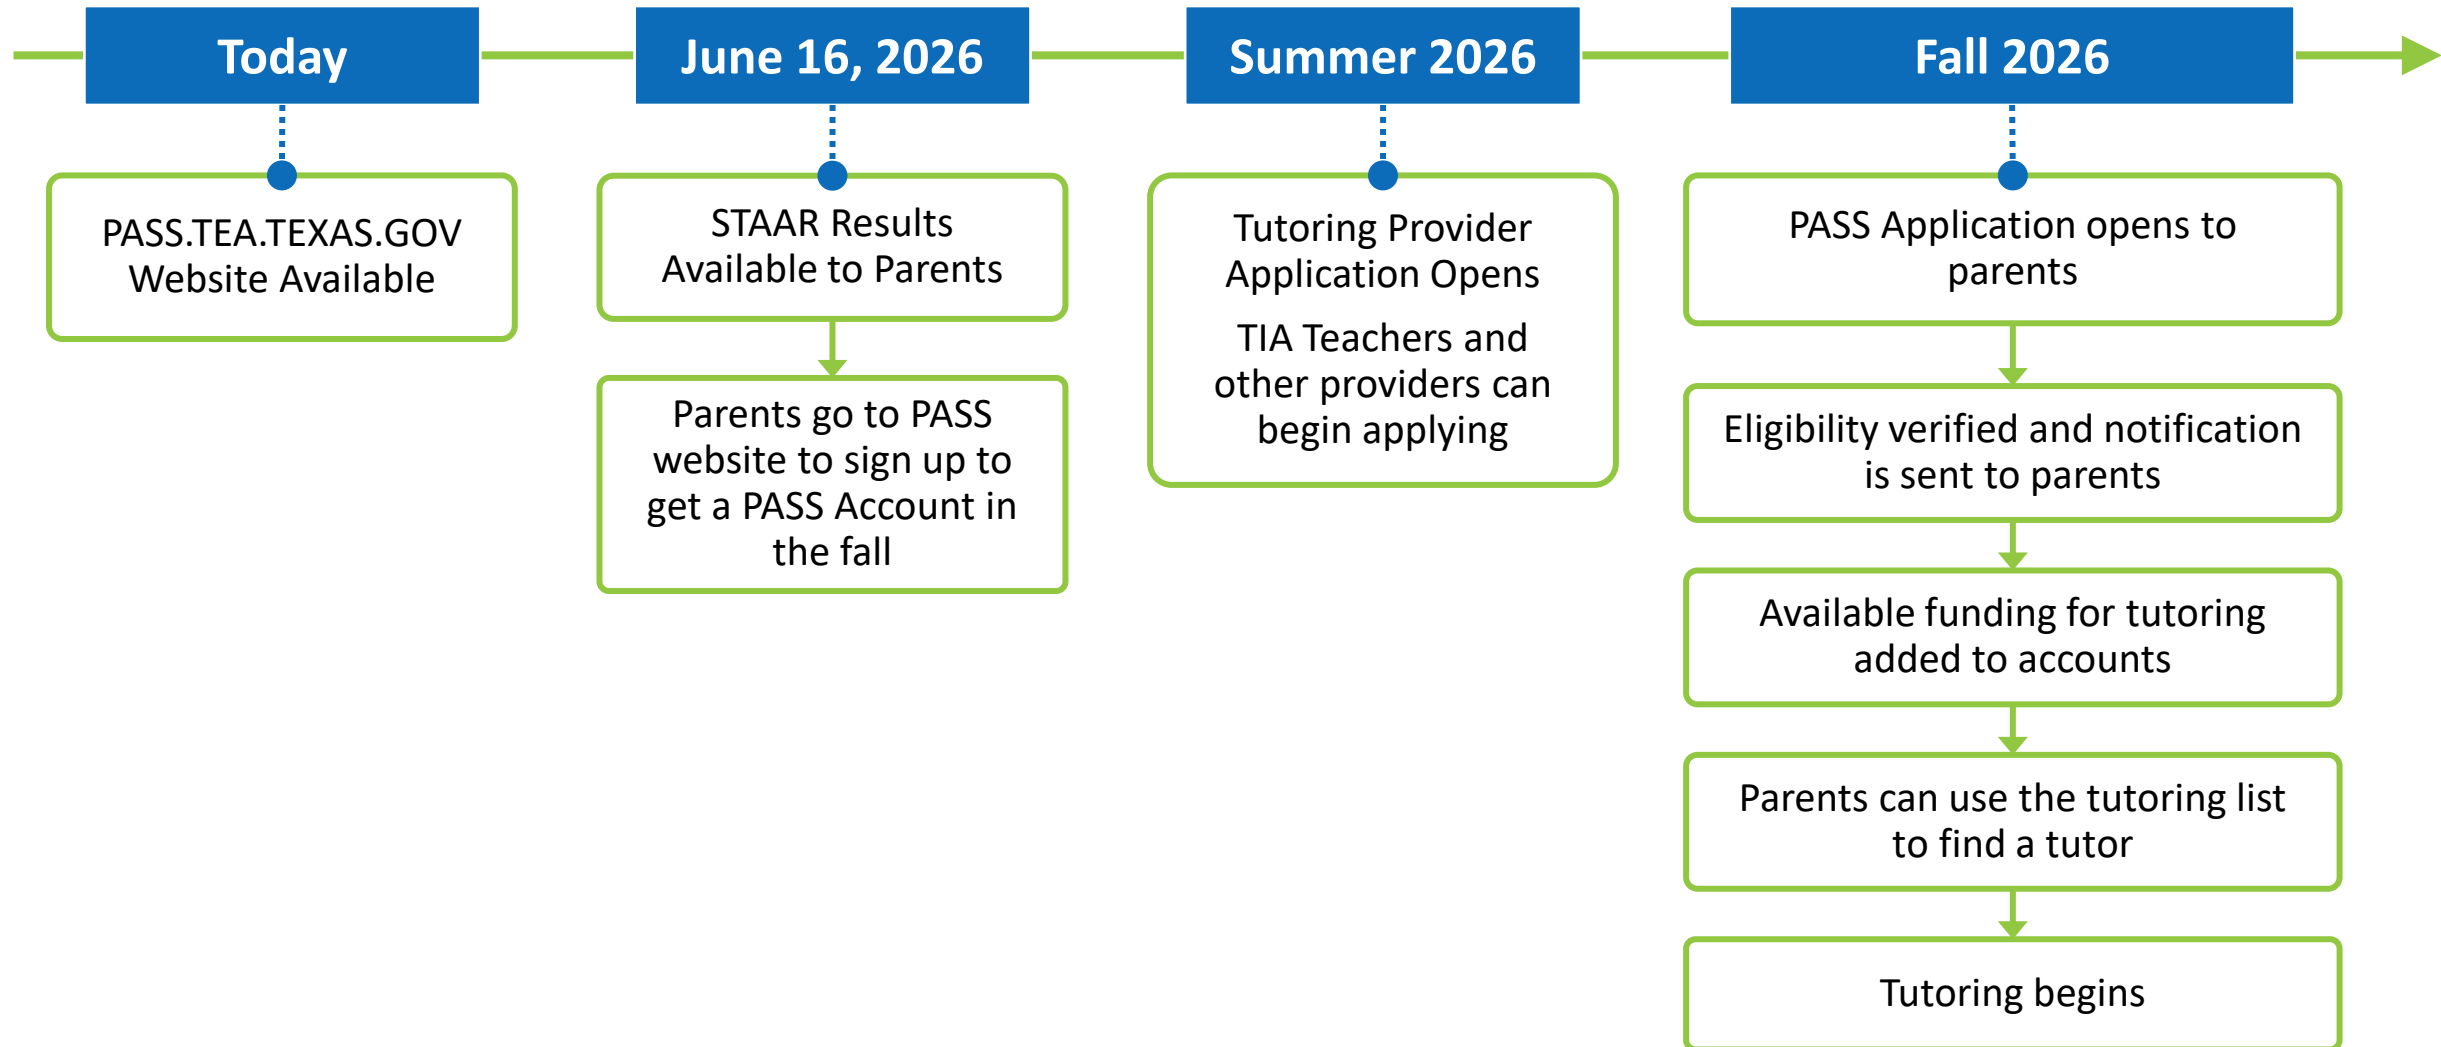 Today
PASS.TEA.TEXAS.GOV
Website Available
June 16, 2026
STAAR Results
Available to Parents
Parents go to PASS
website to sign up to
get a PASS Account in
the fall
Summer 2026
Tutoring Provider
Application Opens
TIA Teachers and
other providers can
begin applying
Fall 2026
PASS Application opens to
parents
Eligibility verified and notification
is sent to parents
Available funding for tutoring
added to accounts
Parents can use the tutoring list
to find a tutor
Tutoring begins